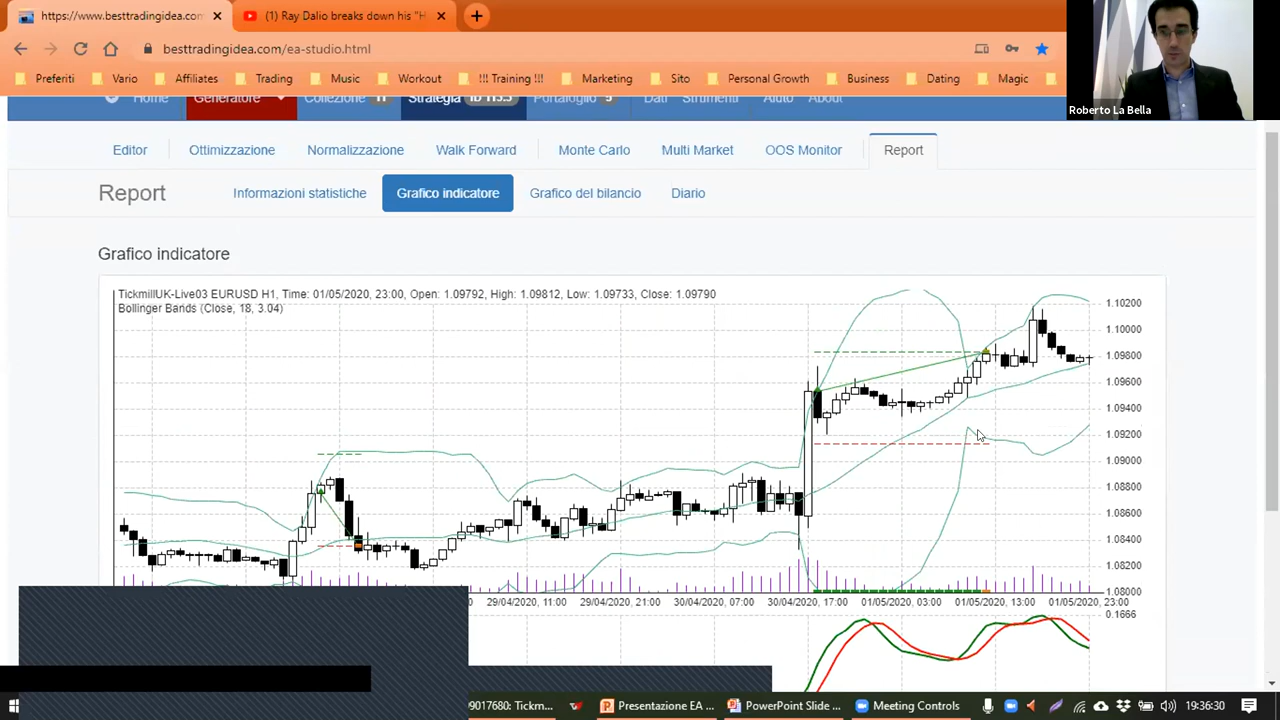 https://www.besttradingidea.com
(1) Ray Dalio breaks down his "H
besttradingidea.com/ea-studio.html
Preferiti Vario Affiliates Trading Music Workout !!! Training !!! Marketing Sito Personal Growth Business Dating Magic
Roberto La Bella
Home Generatore Collezione 11 Strategia ID 115.3 Portafoglio 5 Dati Strumenti Aiuto About
Editor Ottimizzazione Normalizzazione Walk Forward Monte Carlo Multi Market OOS Monitor Report
Report Informazioni statistiche Grafico indicatore Grafico del bilancio Diario
Grafico indicatore
TickmillUK-Live03 EURUSD H1, Time: 01/05/2020, 23:00, Open: 1.09792, High: 1.09812, Low: 1.09733, Close: 1.09790
Bollinger Bands (Close, 18, 3.04)
1.10200
1.10000
1.09800
1.09600
1.09400
1.09200
1.09000
1.08800
1.08600
1.08400
1.08200
1.08000
29/04/2020, 11:00 29/04/2020, 21:00 30/04/2020, 07:00 30/04/2020, 17:00 01/05/2020, 03:00 01/05/2020, 13:00 01/05/2020, 23:00
0.1666
09017680: Tickm... Presentazione EA ... PowerPoint Slide ... Meeting Controls 19:36:30